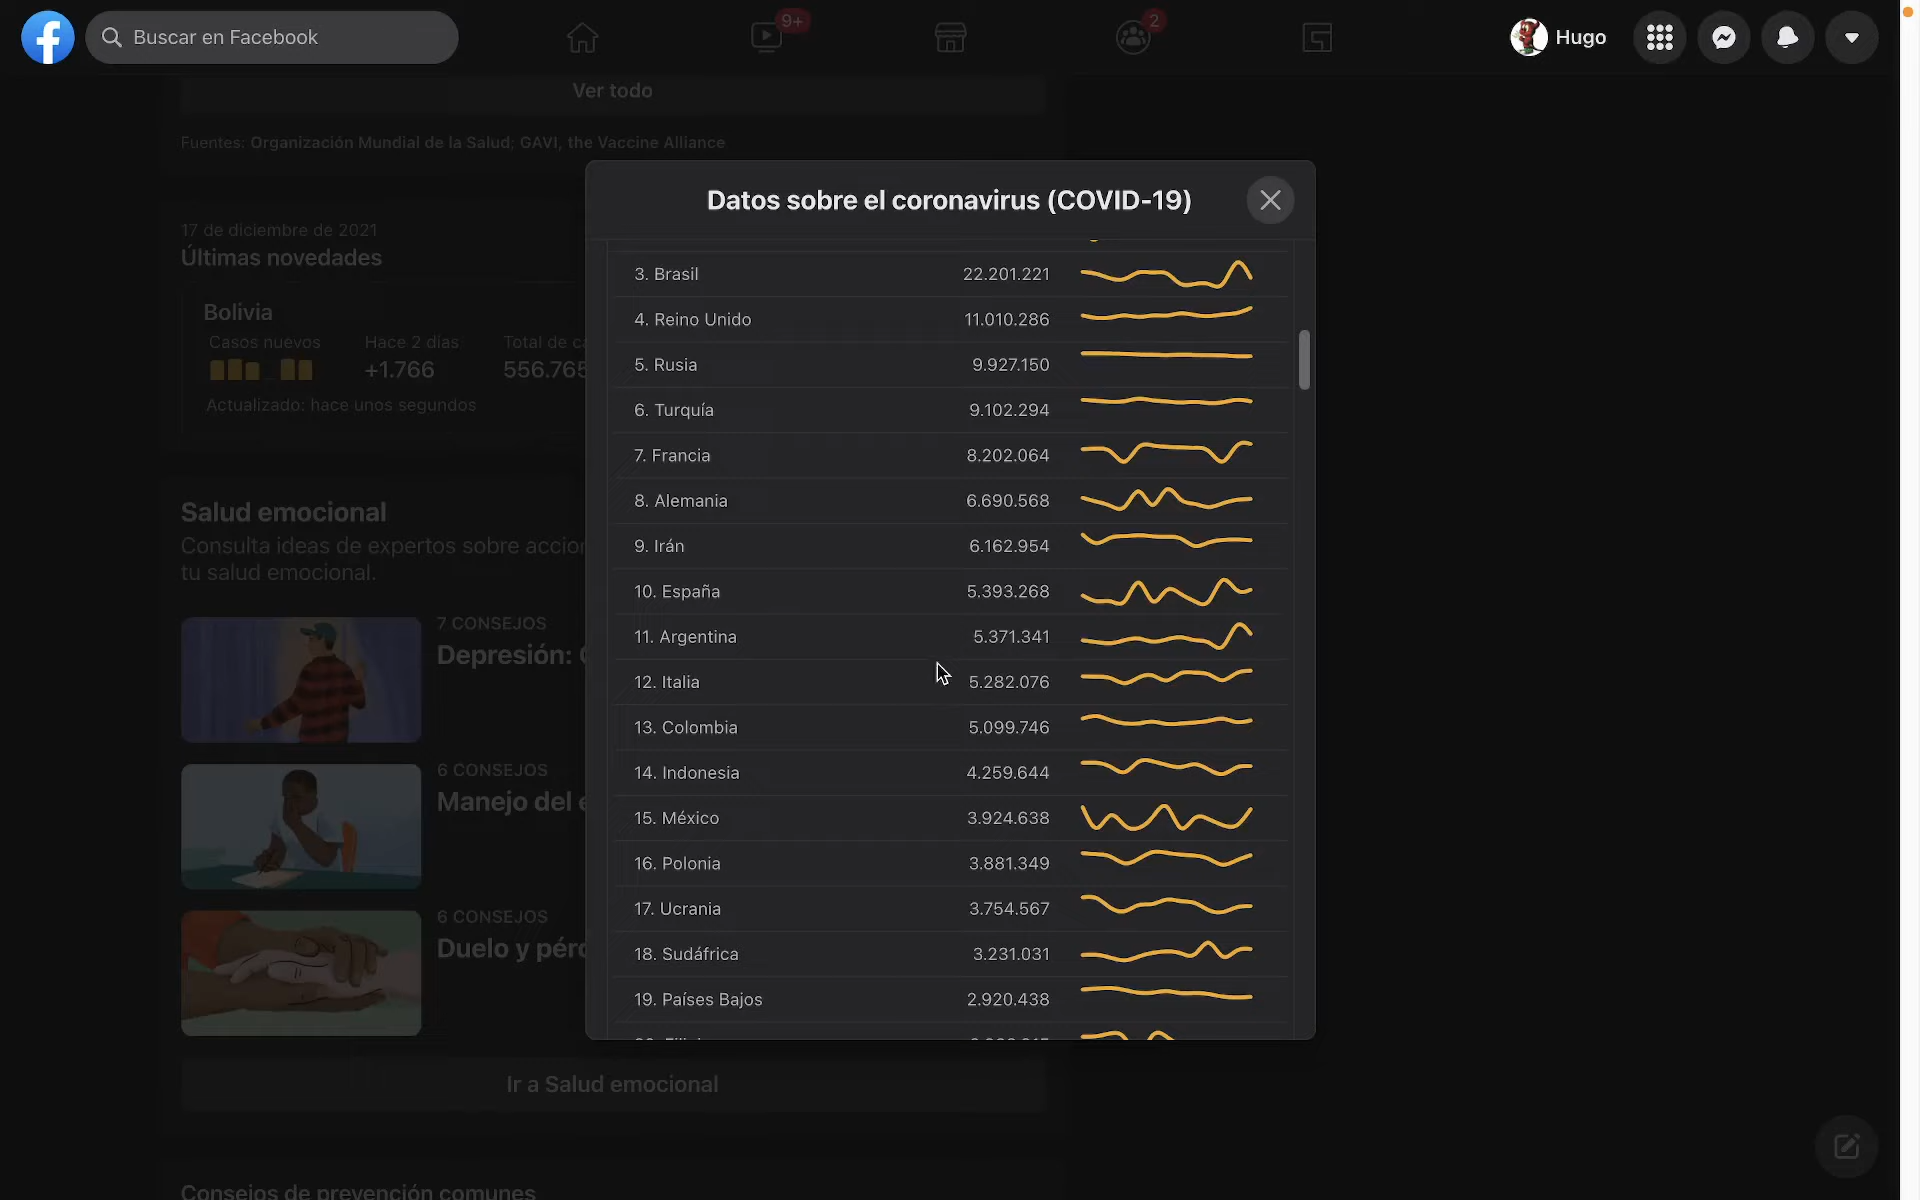 Buscar en Facebook
9+
2
Hugo
Ver todo
Fuentes: Organización Mundial de la Salud; GAVI, the Vaccine Alliance
Datos sobre el coronavirus (COVID-19)
17 de diciembre de 2021
Últimas novedades
Bolivia
Casos nuevos
Hace 2 días
+1.766
Total de ca
556.765
Actualizado: hace unos segundos
3. Brasil 22.201.221
4. Reino Unido 11.010.286
5. Rusia 9.927.150
6. Turquía 9.102.294
7. Francia 8.202.064
8. Alemania 6.690.568
9. Irán 6.162.954
10. España 5.393.268
11. Argentina 5.371.341
12. Italia 5.282.076
13. Colombia 5.099.746
14. Indonesia 4.259.644
15. México 3.924.638
16. Polonia 3.881.349
17. Ucrania 3.754.567
18. Sudáfrica 3.231.031
19. Países Bajos 2.920.438
Salud emocional
Consulta ideas de expertos sobre accion
tu salud emocional.
7 CONSEJOS
Depresión:
6 CONSEJOS
Manejo del e
6 CONSEJOS
Duelo y pérd
Ir a Salud emocional
Consejos de prevención comunes